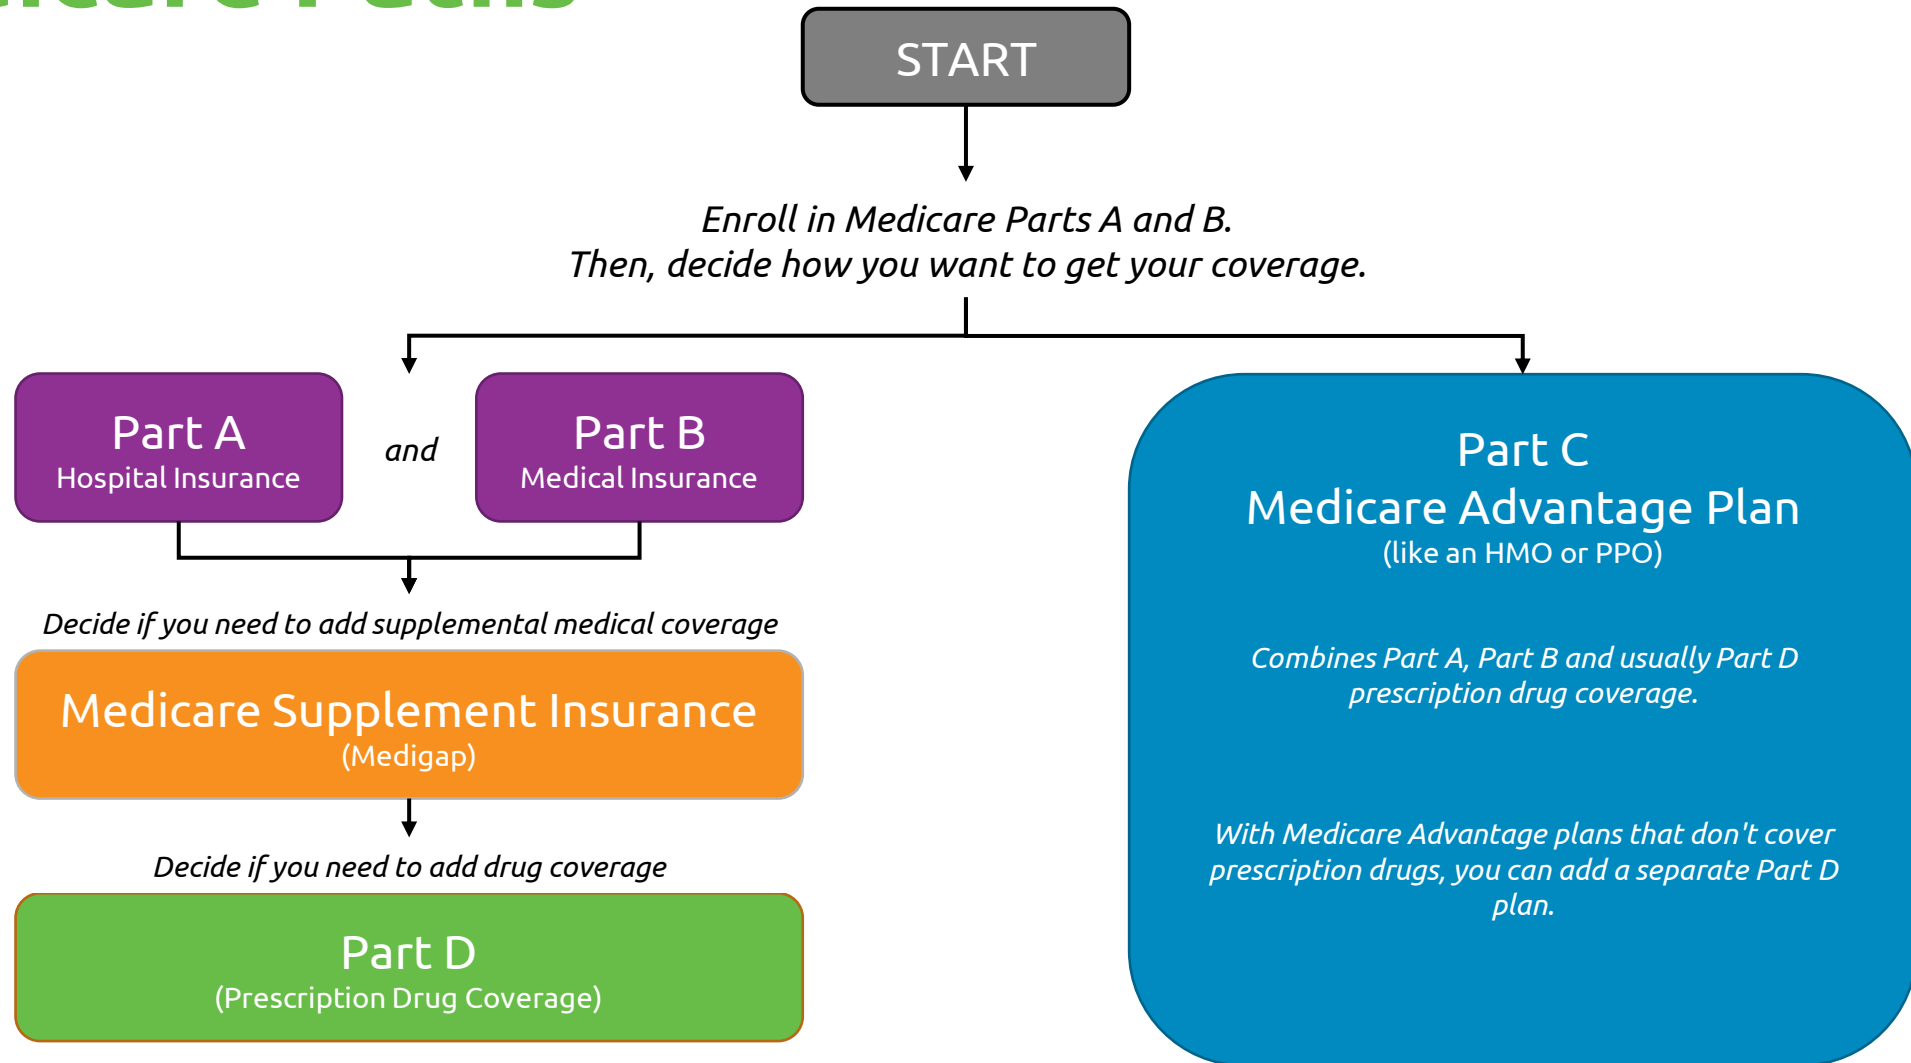 START
Enroll in Medicare Parts A and B.
Then, decide how you want to get your coverage.
Part A
Hospital Insurance
and
Part B
Medical Insurance
Decide if you need to add supplemental medical coverage
Medicare Supplement Insurance
(Medigap)
Decide if you need to add drug coverage
Part D
(Prescription Drug Coverage)
Part C
Medicare Advantage Plan
(like an HMO or PPO)
Combines Part A, Part B and usually Part D
prescription drug coverage.
With Medicare Advantage plans that don't cover
prescription drugs, you can add a separate Part D
plan.